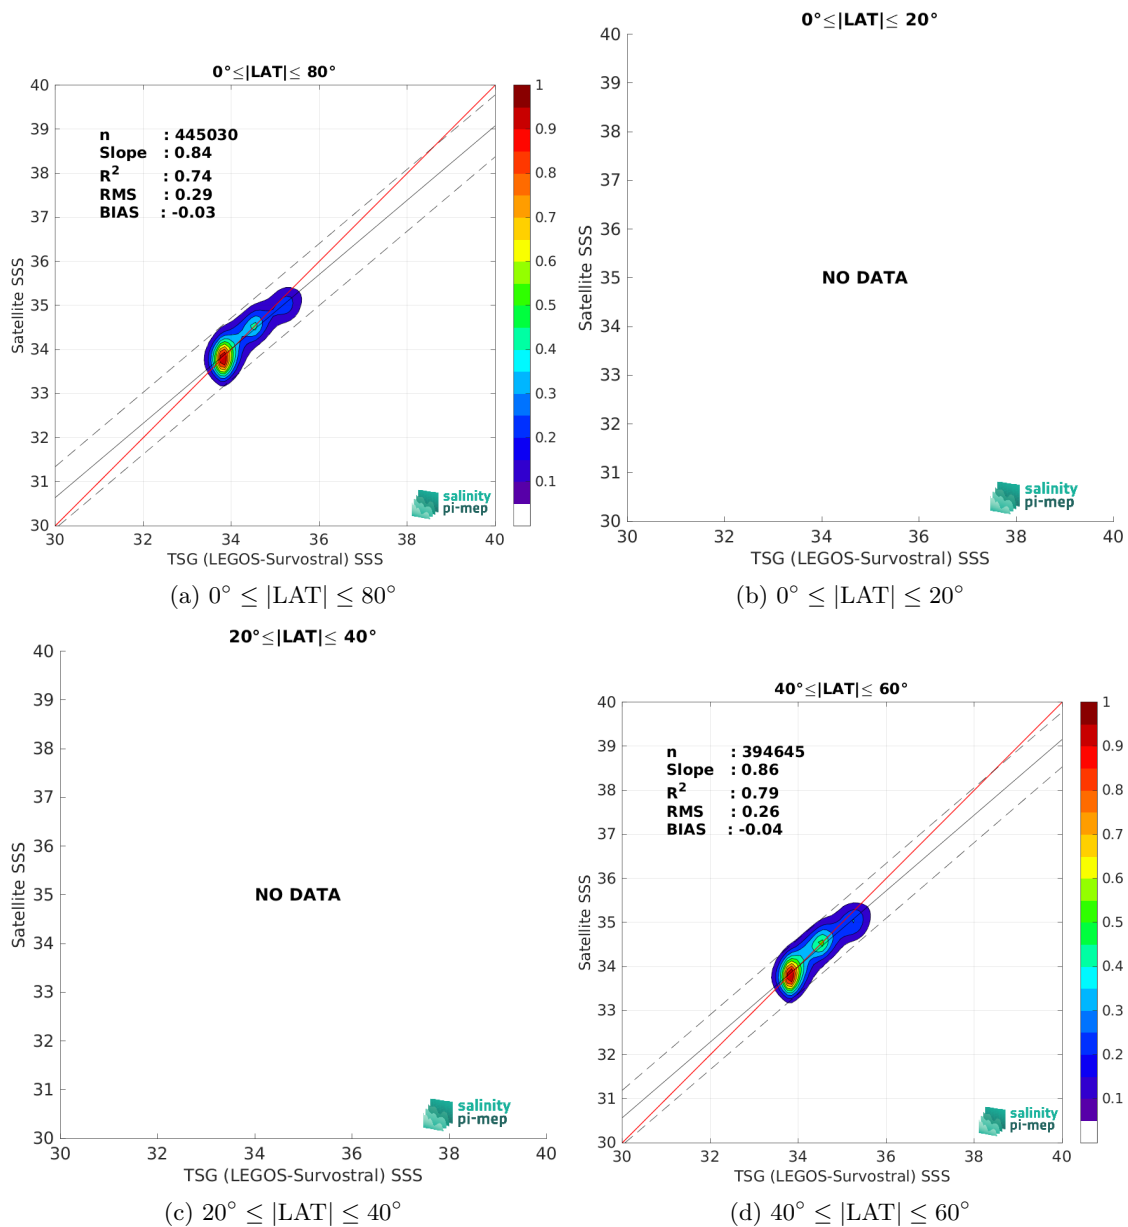 0°≤|LAT|≤ 80°
40
39
38
37
36
35
34
33
32
31
30
Satellite SSS
n : 445030
Slope : 0.84
R2 : 0.74
RMS : 0.29
BIAS : -0.03
1
0.9
0.8
0.7
0.6
0.5
0.4
0.3
0.2
0.1
salinity
pi-mep
30 32 34 36 38 40
TSG (LEGOS-Survostral) SSS
(a) 0° ≤ |LAT| ≤ 80°
0°≤|LAT|≤ 20°
40
39
38
37
36
35
34
33
32
31
30
Satellite SSS
NO DATA
salinity
pi-mep
30 32 34 36 38 40
TSG (LEGOS-Survostral) SSS
(b) 0° ≤ |LAT| ≤ 20°
20°≤|LAT|≤ 40°
40
39
38
37
36
35
34
33
32
31
30
Satellite SSS
NO DATA
salinity
pi-mep
30 32 34 36 38 40
TSG (LEGOS-Survostral) SSS
(c) 20° ≤ |LAT| ≤ 40°
40°≤|LAT|≤ 60°
40
39
38
37
36
35
34
33
32
31
30
Satellite SSS
n : 394645
Slope : 0.86
R2 : 0.79
RMS : 0.26
BIAS : -0.04
1
0.9
0.8
0.7
0.6
0.5
0.4
0.3
0.2
0.1
salinity
pi-mep
30 32 34 36 38 40
TSG (LEGOS-Survostral) SSS
(d) 40° ≤ |LAT| ≤ 60°